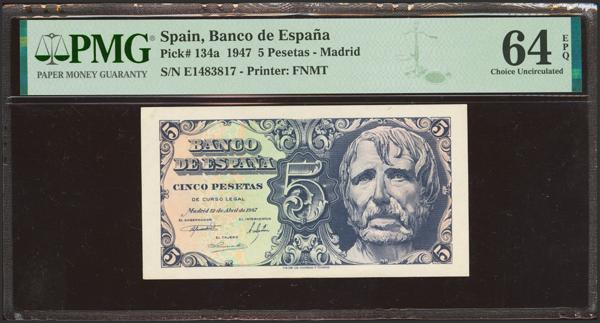 PMG
PAPER MONEY GUARANTY
Spain, Banco de España
Pick# 134a 1947 5 Pesetas - Madrid
S/N E1483817 - Printer: FNMT
64 EPQ
Choice Uncirculated
5
5
BANCO
DE ESPAÑA
CINCO PESETAS
DE CURSO LEGAL
Madrid 12 de Abril de 1947
EL GOBERNADOR
EL INTERVENTOR
EL CAJERO
5
5
5